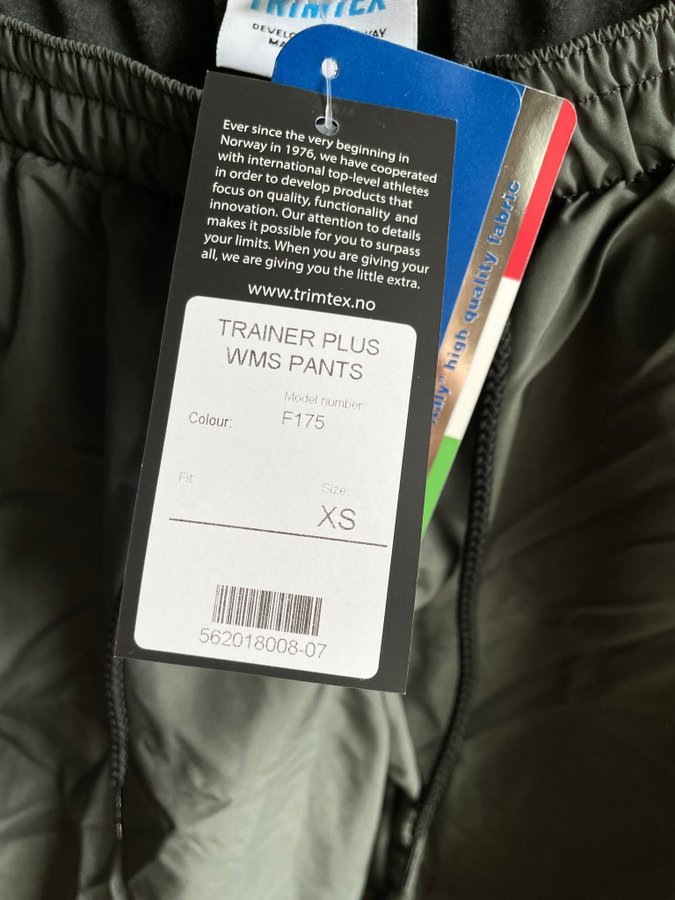 TRIMTEX
Ever since the very beginning in
Norway in 1976, we have cooperated
with international top-level athletes
in order to develop products that
focus on quality, functionality and
innovation. Our attention to details
makes it possible for you to surpass
your limits. When you are giving your
all, we are giving you the little extra.
www.trimtex.no
TRAINER PLUS
WMS PANTS
Model number:
Colour: F175
Fit:
Size:
XS
562018008-07
high quality fabric